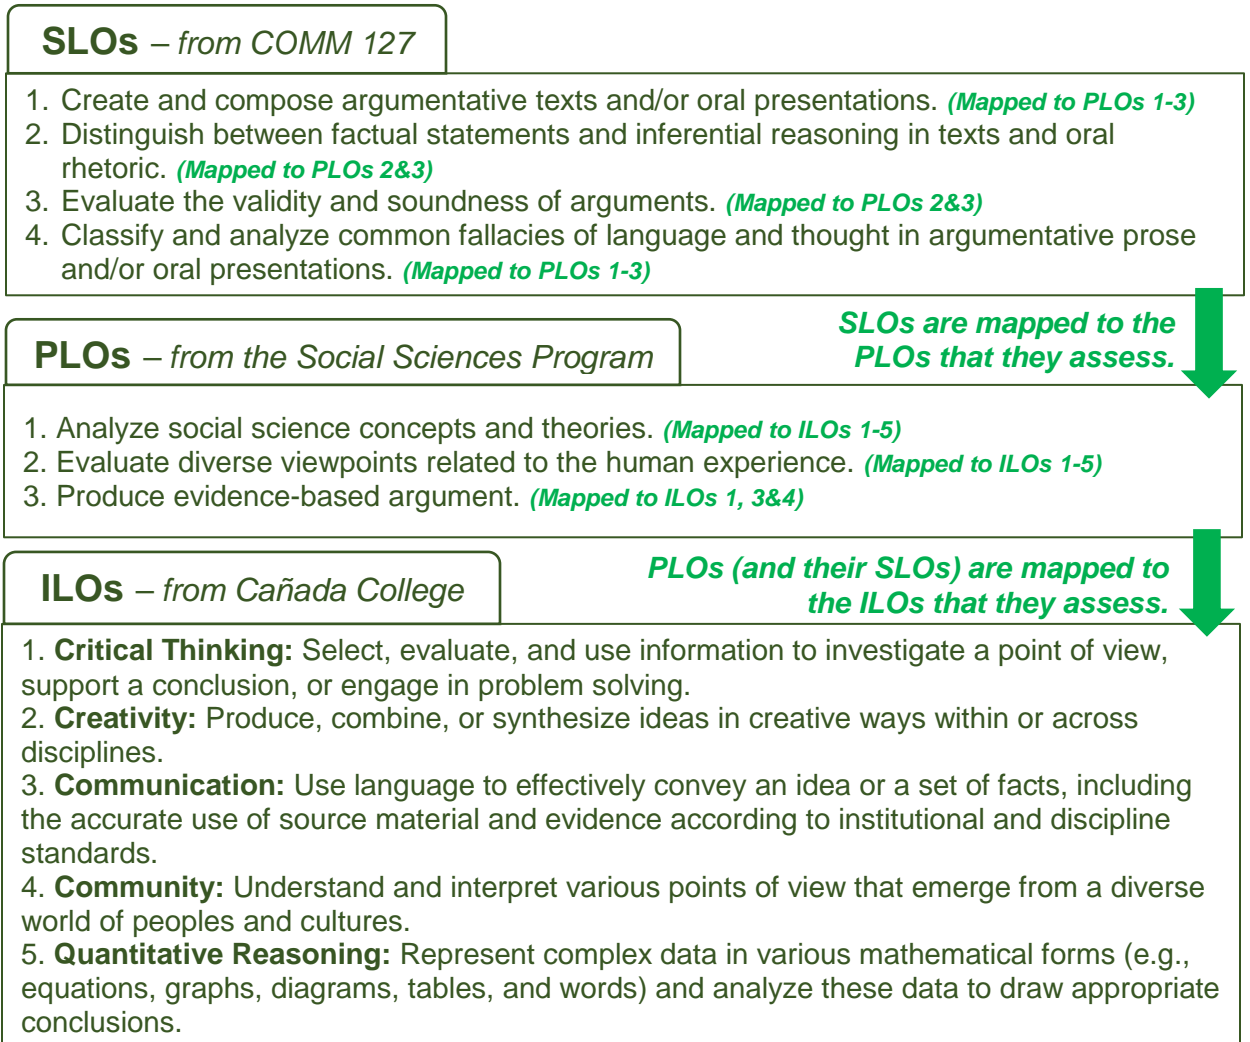 SLOs – from COMM 127
1. Create and compose argumentative texts and/or oral presentations. (Mapped to PLOs 1-3)
2. Distinguish between factual statements and inferential reasoning in texts and oral
rhetoric. (Mapped to PLOs 2&3)
3. Evaluate the validity and soundness of arguments. (Mapped to PLOs 2&3)
4. Classify and analyze common fallacies of language and thought in argumentative prose
and/or oral presentations. (Mapped to PLOs 1-3)
SLOs are mapped to the
PLOs that they assess.
PLOs – from the Social Sciences Program
1. Analyze social science concepts and theories. (Mapped to ILOs 1-5)
2. Evaluate diverse viewpoints related to the human experience. (Mapped to ILOs 1-5)
3. Produce evidence-based argument. (Mapped to ILOs 1, 3&4)
PLOs (and their SLOs) are mapped to
the ILOs that they assess.
ILOs – from Cañada College
1. Critical Thinking: Select, evaluate, and use information to investigate a point of view,
support a conclusion, or engage in problem solving.
2. Creativity: Produce, combine, or synthesize ideas in creative ways within or across
disciplines.
3. Communication: Use language to effectively convey an idea or a set of facts, including
the accurate use of source material and evidence according to institutional and discipline
standards.
4. Community: Understand and interpret various points of view that emerge from a diverse
world of peoples and cultures.
5. Quantitative Reasoning: Represent complex data in various mathematical forms (e.g.,
equations, graphs, diagrams, tables, and words) and analyze these data to draw appropriate
conclusions.